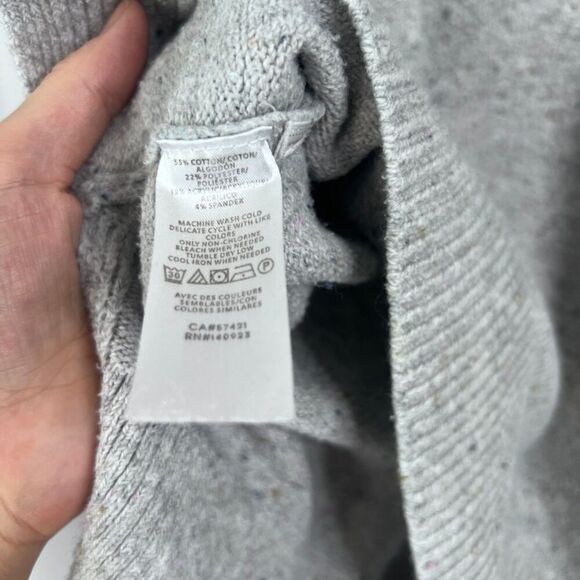 COTTON/COTON/
ALGODÓN
22% POLYESTER/
POLIÉSTER
ACRÍLICO
4% SPANDEX
MACHINE WASH COLD
DELICATE CYCLE WITH LIKE
COLORS
ONLY NON-CHLORINE
BLEACH WHEN NEEDED
TUMBLE DRY LOW
COOL IRON WHEN NEEDED
30 P
AVEC DES COULEURS
SEMBLABLES/CON
COLORES SIMILARES
CA#57421
RN#140923